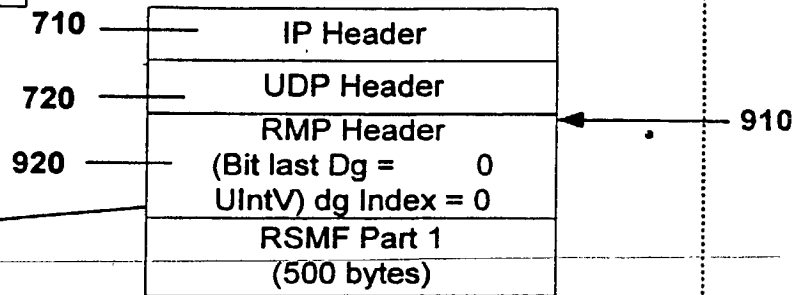 710
IP Header
720
UDP Header
910
RMP Header
920
(Bit last Dg = 0
UIntV) dg Index = 0
RSMF Part 1
(500 bytes)